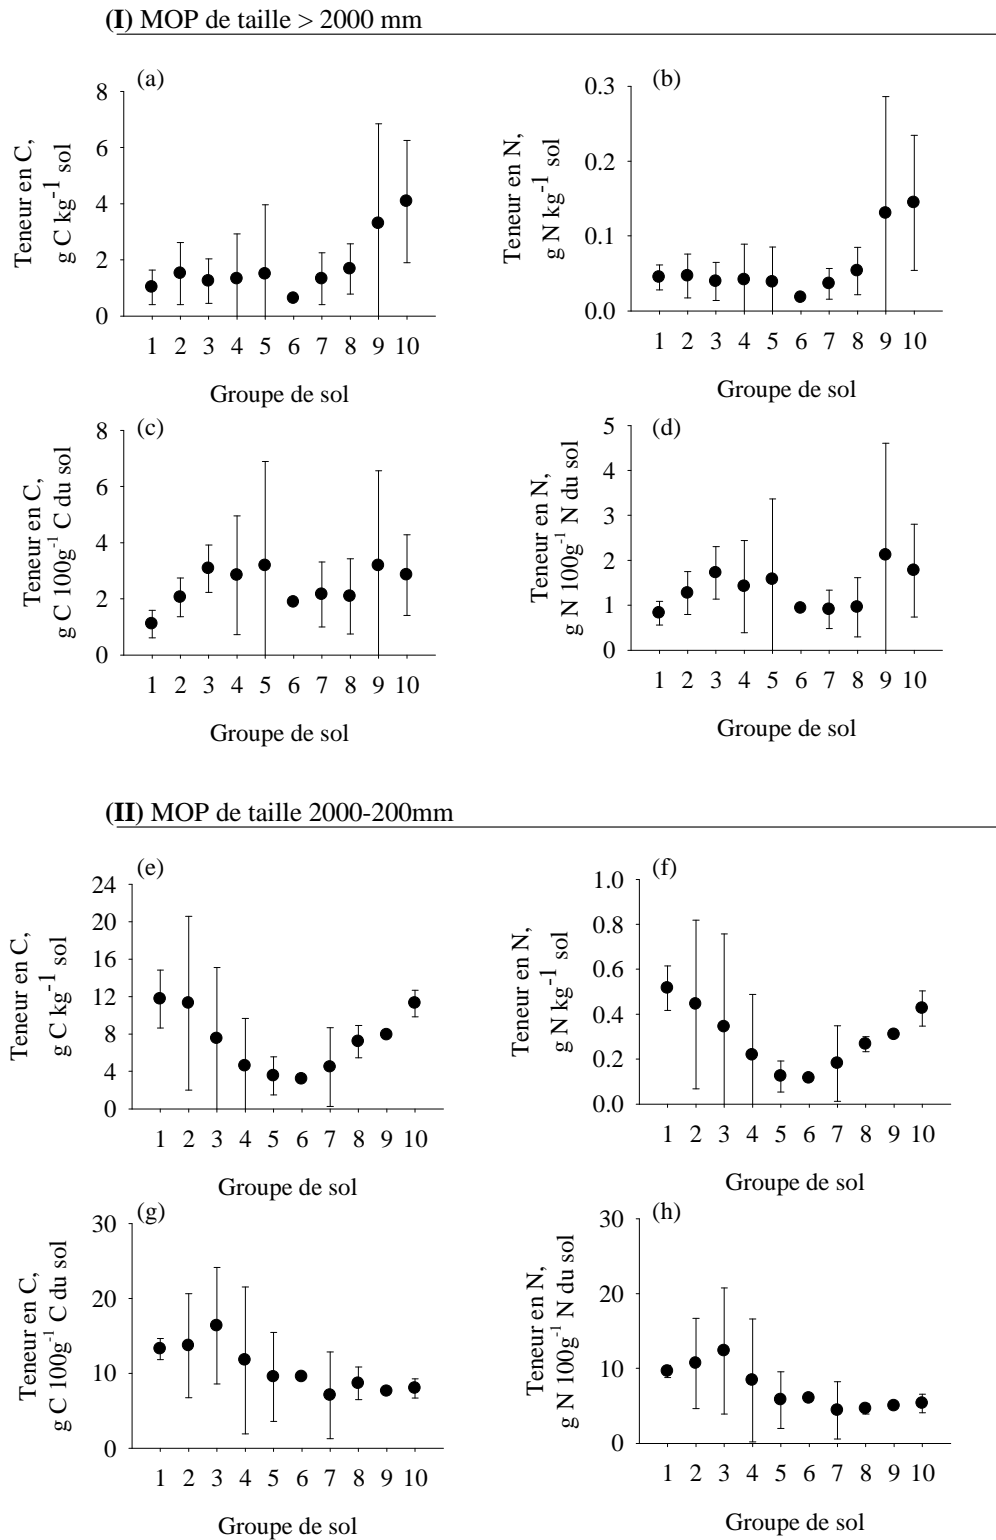 (I) MOP de taille > 2000 mm
(a)
Teneur en C,
g C kg-1 sol
8
6
4
2
0
1 2 3 4 5 6 7 8 9 10
Groupe de sol
(b)
Teneur en N,
g N kg-1 sol
0.3
0.2
0.1
0.0
1 2 3 4 5 6 7 8 9 10
Groupe de sol
(c)
Teneur en C,
g C 100g-1 C du sol
8
6
4
2
0
1 2 3 4 5 6 7 8 9 10
Groupe de sol
(d)
Teneur en N,
g N 100g-1 N du sol
5
4
3
2
1
0
1 2 3 4 5 6 7 8 9 10
Groupe de sol
(II) MOP de taille 2000-200mm
(e)
Teneur en C,
g C kg-1 sol
24
20
16
12
8
4
0
1 2 3 4 5 6 7 8 9 10
Groupe de sol
(f)
Teneur en N,
g N kg-1 sol
1.0
0.8
0.6
0.4
0.2
0.0
1 2 3 4 5 6 7 8 9 10
Groupe de sol
(g)
Teneur en C,
g C 100g-1 C du sol
30
20
10
0
1 2 3 4 5 6 7 8 9 10
Groupe de sol
(h)
Teneur en N,
g N 100g-1 N du sol
30
20
10
0
1 2 3 4 5 6 7 8 9 10
Groupe de sol